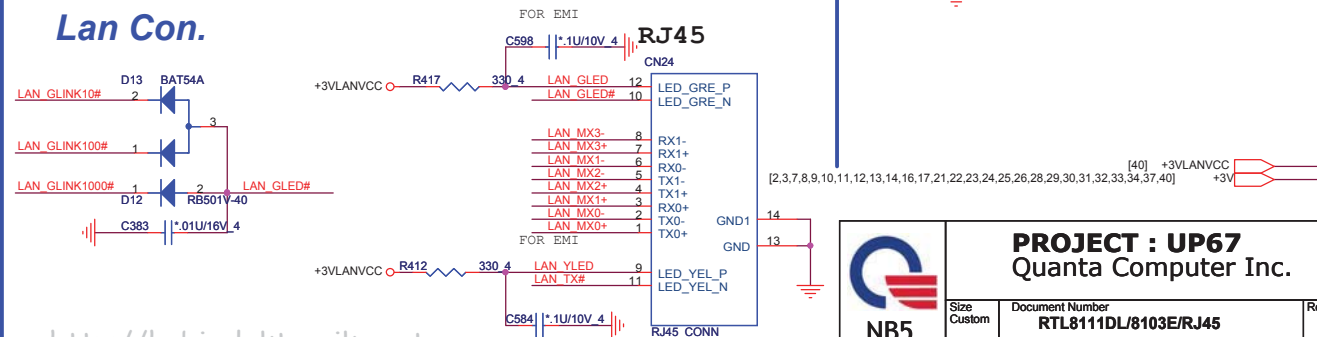 Lan Con.
FOR EMI
C598
*.1U/10V_4
RJ45
CN24
D13
BAT54A
LAN_GLINK10#
2
3
LAN_GLINK100#
1
LAN_GLINK1000#
1
2
LAN_GLED#
D12
RB501V-40
C383
*.01U/16V_4
+3VLANVCC
R417
330_4
LAN_GLED
12
LED_GRE_P
LAN_GLED#
10
LED_GRE_N
LAN_MX3-
8
RX1-
LAN_MX3+
7
RX1+
LAN_MX1-
6
RX0-
LAN_MX2-
5
TX1-
LAN_MX2+
4
TX1+
LAN_MX1+
3
RX0+
LAN_MX0-
2
TX0-
LAN_MX0+
1
TX0+
GND1
14
GND
13
FOR EMI
+3VLANVCC
R412
330_4
LAN_YLED
9
LED_YEL_P
LAN_TX#
11
LED_YEL_N
C584
*.1U/10V_4
RJ45_CONN
[40] +3VLANVCC
[2,3,7,8,9,10,11,12,13,14,16,17,21,22,23,24,25,26,28,29,30,31,32,33,34,37,40] +3V
PROJECT : UP67
Quanta Computer Inc.
NB5
Size
Custom
Document Number
RTL8111DL/8103E/RJ45